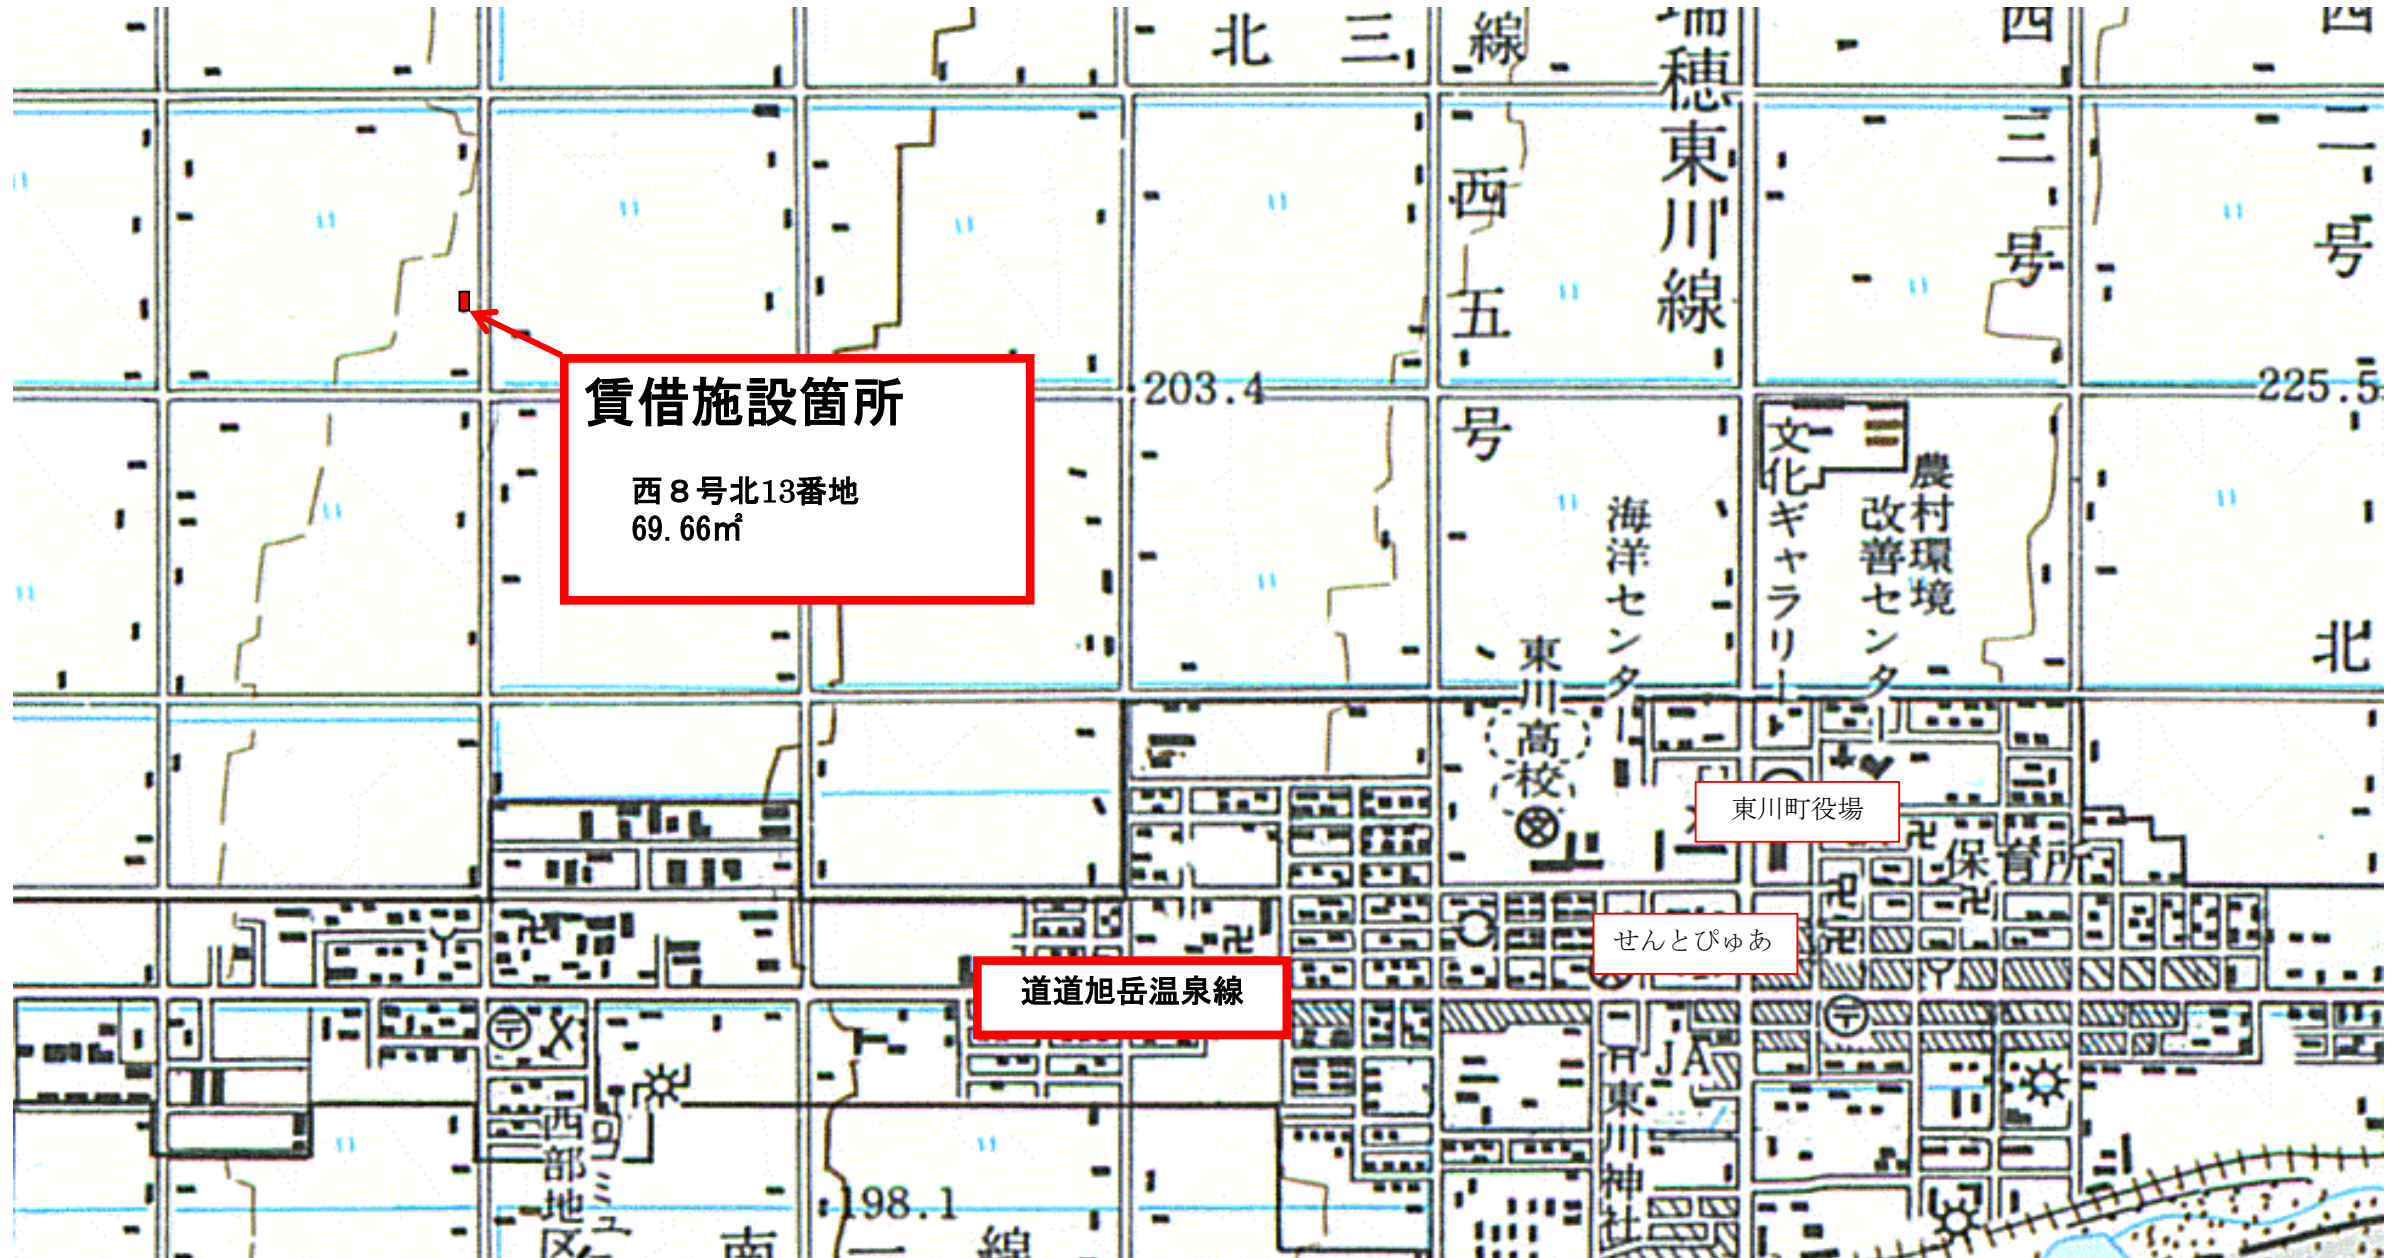 北三線
瑞穂東川線
西三号
西二号
西五号
203.4
225.5
賃借施設箇所
西８号北13番地
69.66㎡
文化ギャラリー
農村環境
改善センター
海洋センター
東川高校
北
東川町役場
保育所
せんとぴゅあ
道道旭岳温泉線
JA
東川神社
西部地区
コミュ
198.1
南一線